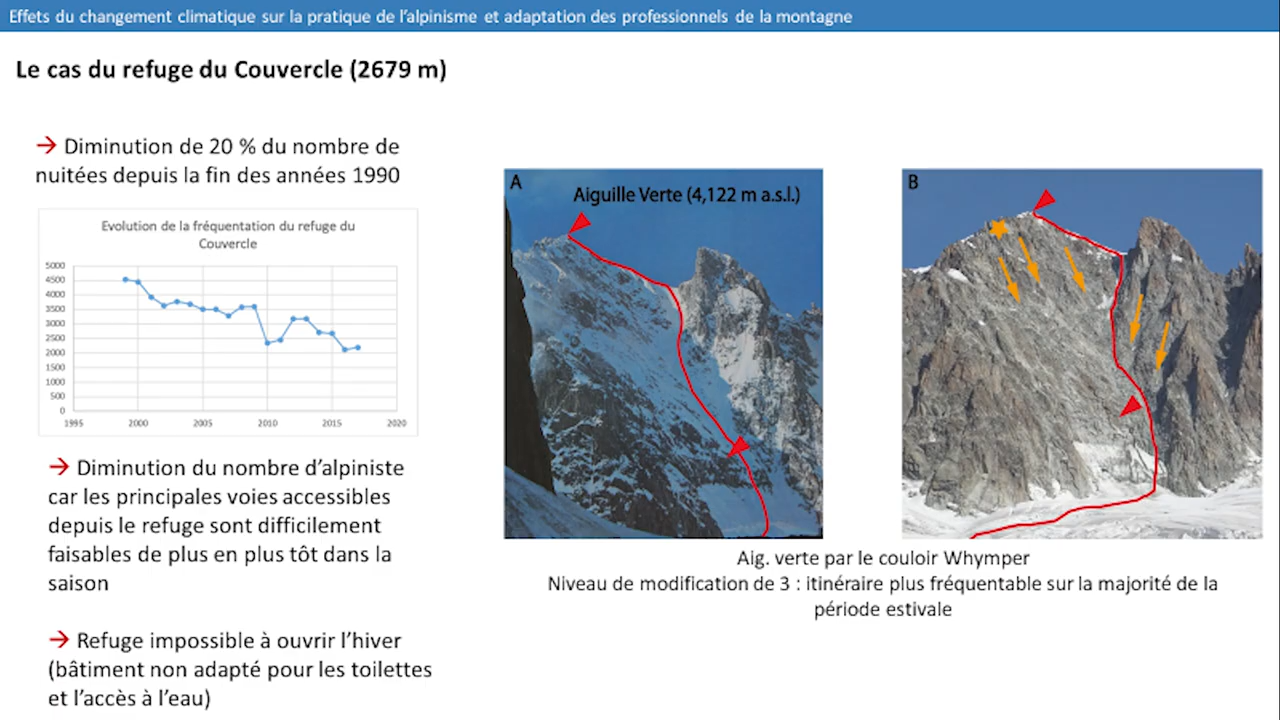 Effets du changement climatique sur la pratique de l'alpinisme et adaptation des professionnels de la montagne
Le cas du refuge du Couvercle (2679 m)
→ Diminution de 20 % du nombre de
nuitées depuis la fin des années 1990
Evolution de la fréquentation du refuge du
Couvercle
5000
4500
4000
3500
3000
2500
2000
1500
1000
500
0
1995
2000
2005
2010
2015
2020
→ Diminution du nombre d'alpiniste
car les principales voies accessibles
depuis le refuge sont difficilement
faisables de plus en plus tôt dans la
saison
→ Refuge impossible à ouvrir l'hiver
(bâtiment non adapté pour les toilettes
et l'accès à l'eau)
A
Aiguille Verte (4,122 m a.s.l.)
B
Aig. verte par le couloir Whymper
Niveau de modification de 3 : itinéraire plus fréquentable sur la majorité de la
période estivale